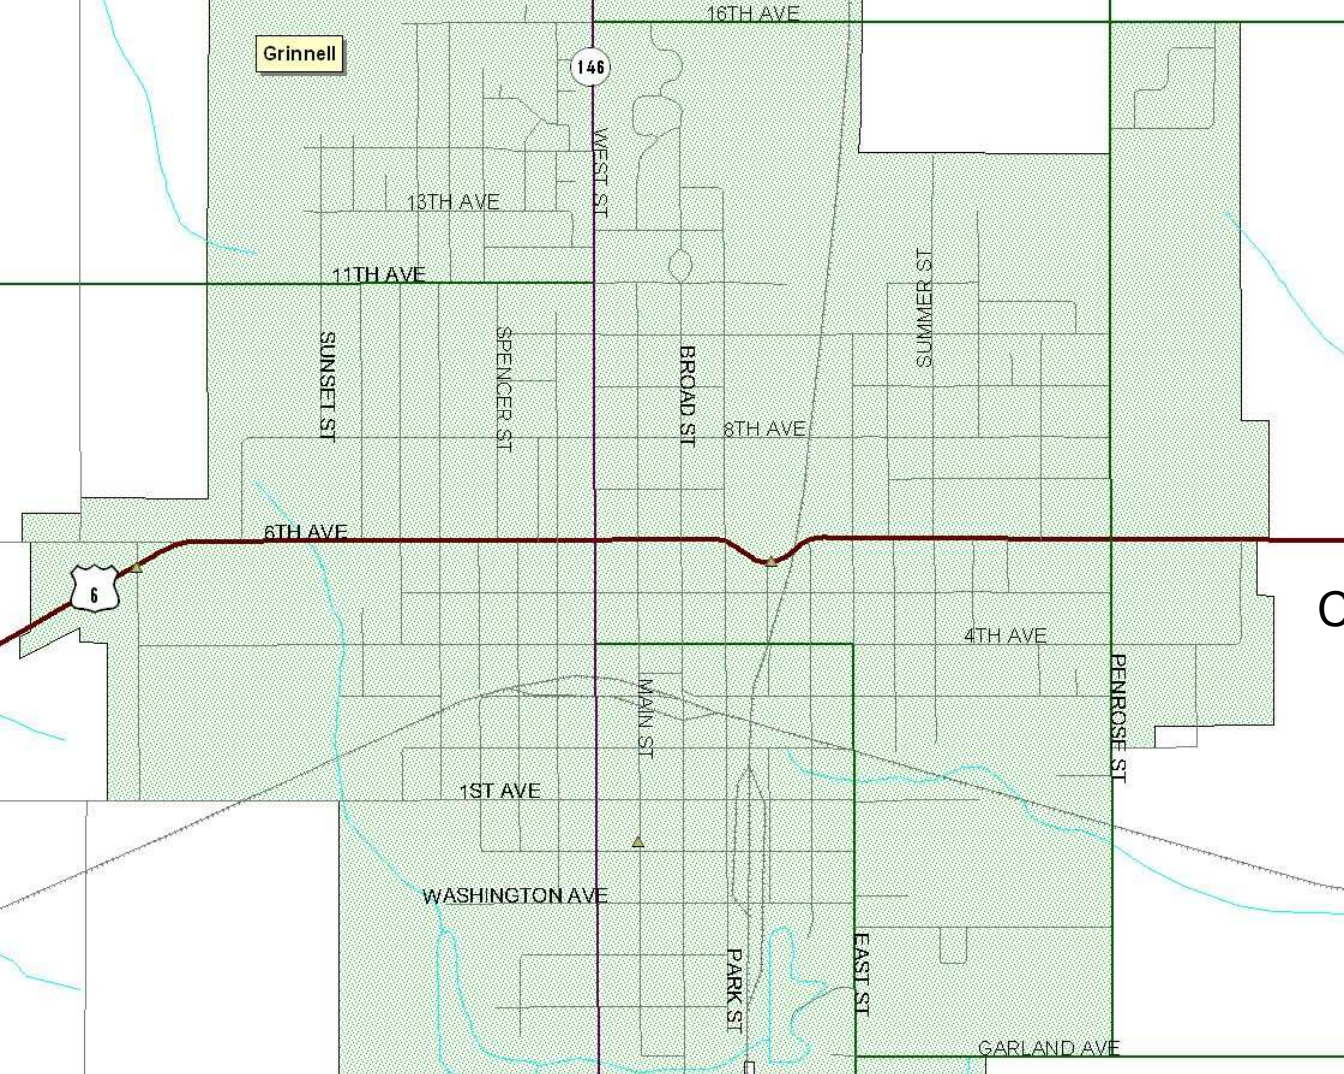 16TH AVE
Grinnell
146
WEST ST
13TH AVE
11TH AVE
SUMMER ST
SUNSET ST
SPENCER ST
BROAD ST
8TH AVE
6TH AVE
6
C
4TH AVE
PENROSE ST
MAIN ST
1ST AVE
WASHINGTON AVE
PARK ST
EAST ST
GARLAND AVE